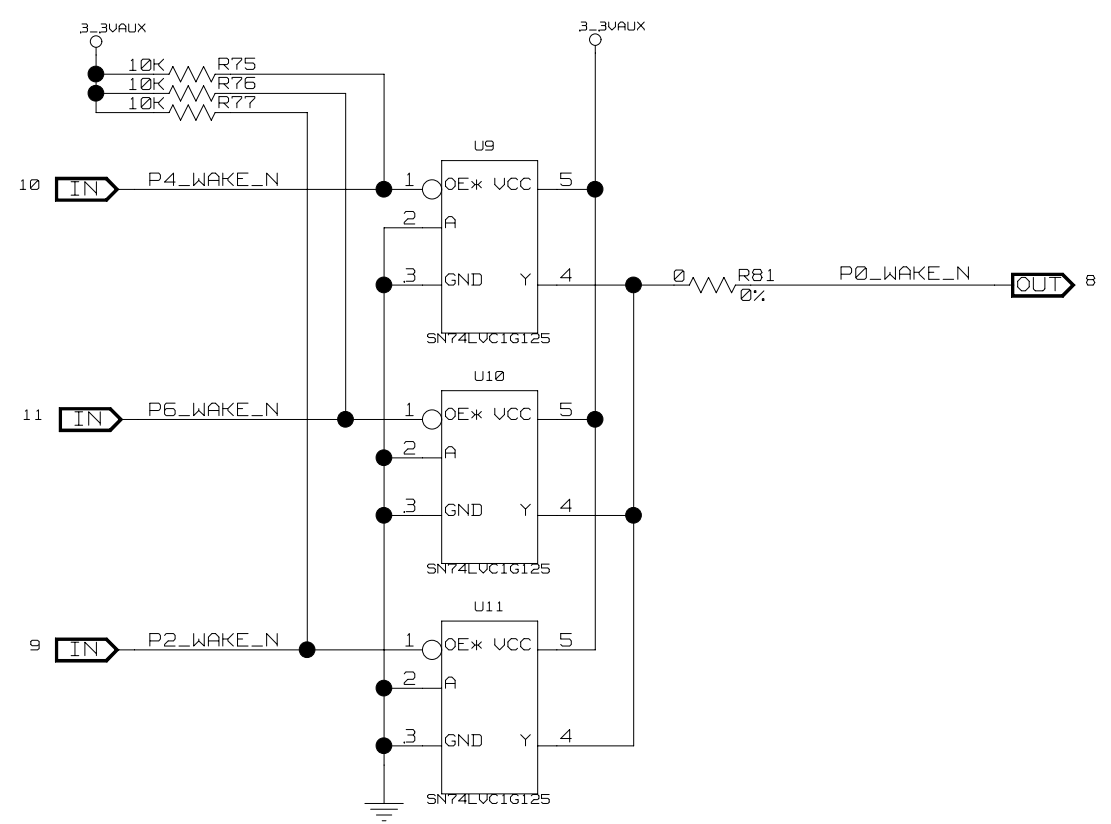 3_3VAUX
3_3VAUX
10K R75
10K R76
10K R77
U9
10 IN P4_WAKE_N 1 OE* VCC 5
2 A
3 GND Y 4 0 R81 P0_WAKE_N OUT 8
0%
SN74LVC1G125
U10
11 IN P6_WAKE_N 1 OE* VCC 5
2 A
3 GND Y 4
SN74LVC1G125
U11
9 IN P2_WAKE_N 1 OE* VCC 5
2 A
3 GND Y 4
SN74LVC1G125